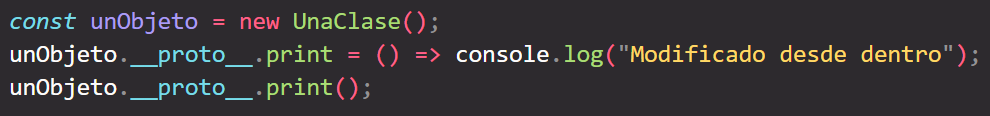 const unObjeto = new UnaClase();
unObjeto.__proto__.print = () => console.log("Modificado desde dentro");
unObjeto.__proto__.print();